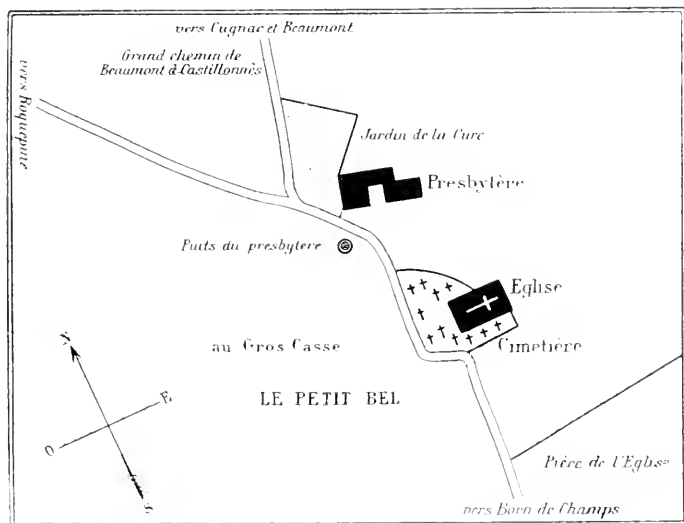 vers Cugnac et Beaumont
Grand chemin de
Beaumont à Castillonnès
vers Roquepine
Jardin de la Cure
Presbytère
Puits du presbytère
Eglise
Cimetière
au Gros Casse
LE PETIT BEL
N
E
O
S
Pièce de l'Eglise
vers Born de Champs